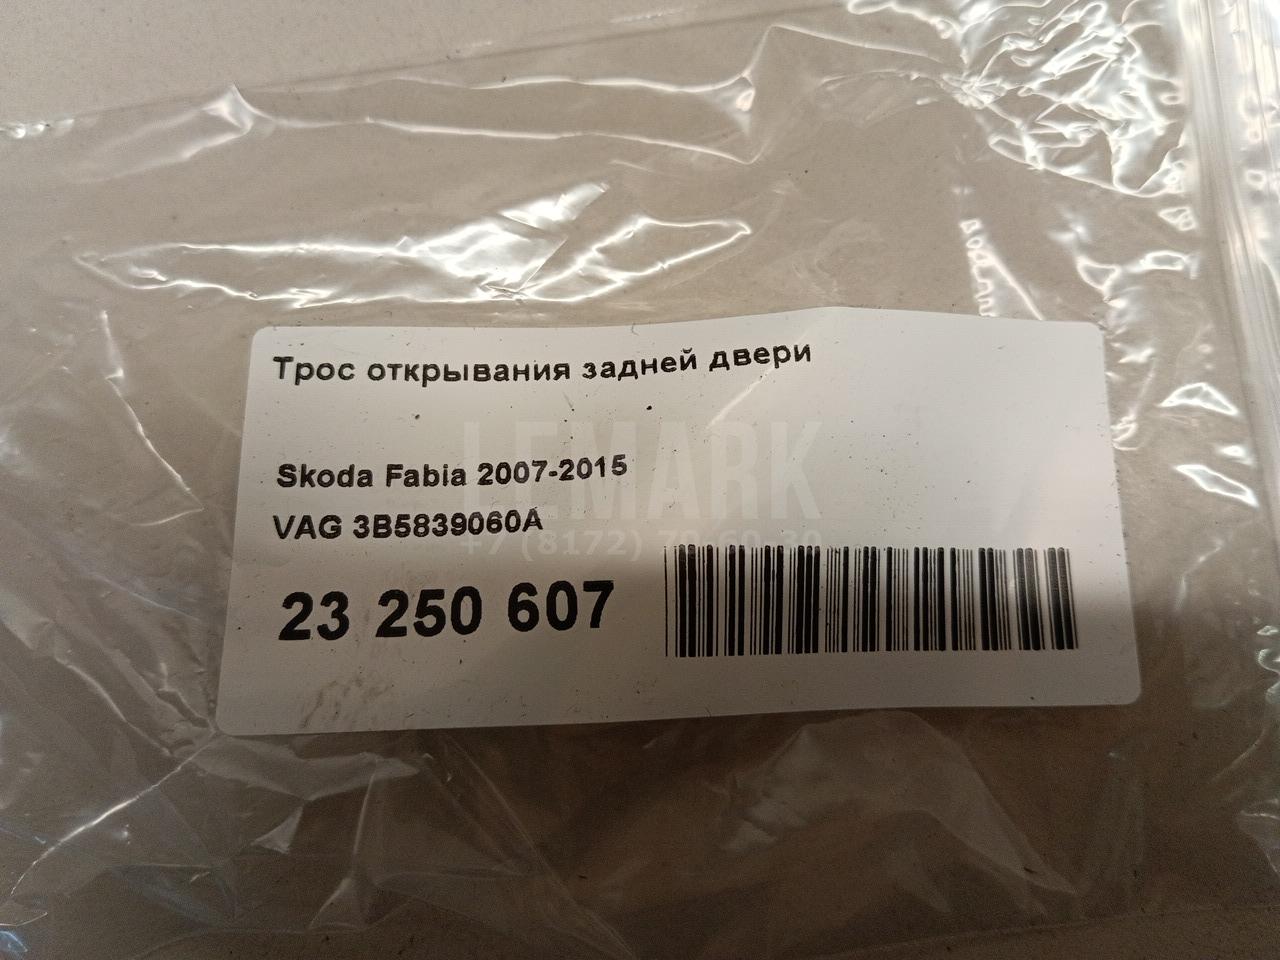 Трос открывания задней двери
LEMARK
Skoda Fabia 2007-2015
VAG 3B5839060A
23 250 607